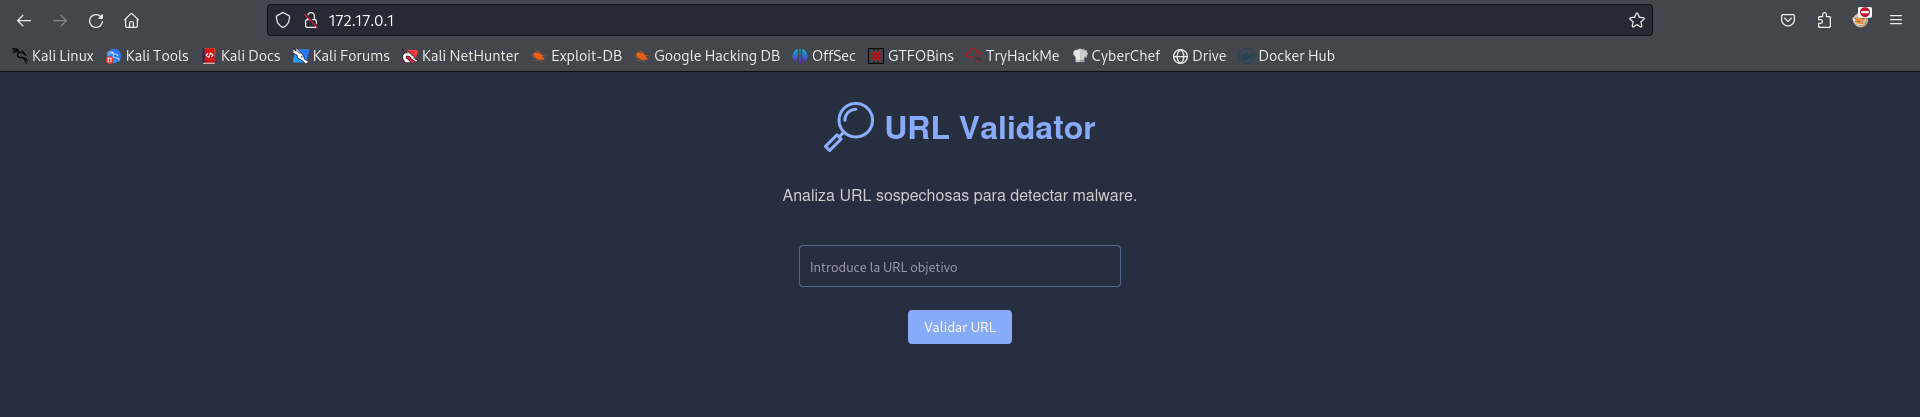 172.17.0.1
Kali Linux Kali Tools Kali Docs Kali Forums Kali NetHunter Exploit-DB Google Hacking DB OffSec GTFOBins TryHackMe CyberChef Drive Docker Hub
URL Validator
Analiza URL sospechosas para detectar malware.
Introduce la URL objetivo
Validar URL